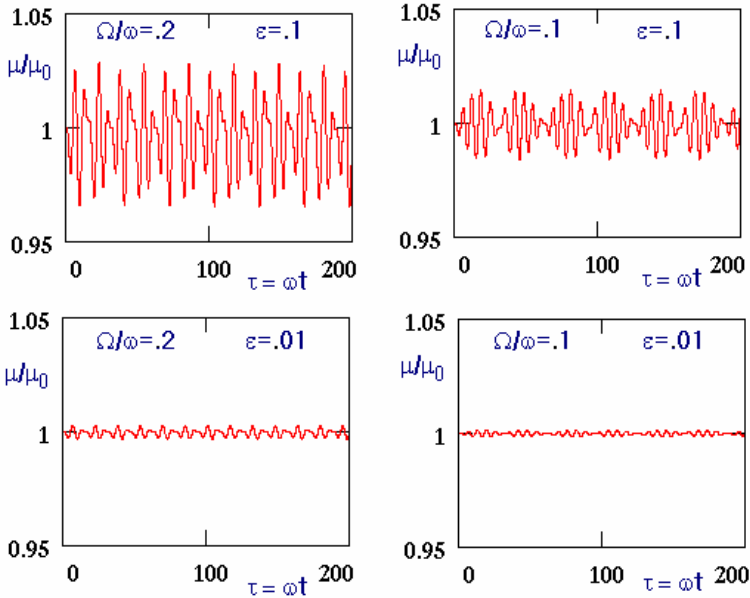 1.05
Ω/ω=.2 ε=.1
μ/μ0
1
0.95
0 100 200
τ = ωt
1.05
Ω/ω=.1 ε=.1
μ/μ0
1
0.95
0 100 200
τ = ωt
1.05
Ω/ω=.2 ε=.01
μ/μ0
1
0.95
0 100 200
τ = ωt
1.05
Ω/ω=.1 ε=.01
μ/μ0
1
0.95
0 100 200
τ = ωt